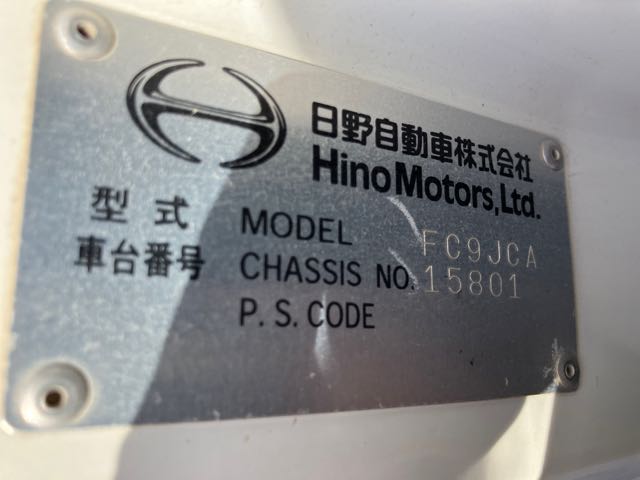 日野自動車株式会社
Hino Motors, Ltd.
型式 MODEL FC9JCA
車台番号 CHASSIS NO. 15801
P. S. CODE